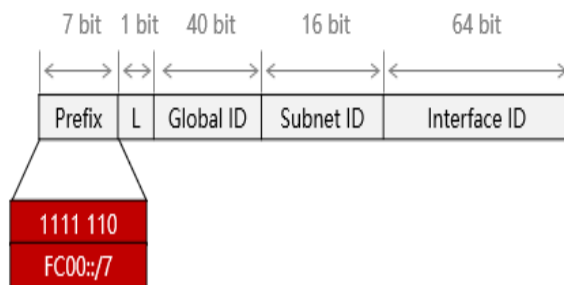 7 bit 1 bit 40 bit 16 bit 64 bit
Prefix L Global ID Subnet ID Interface ID
1111 110
FC00::/7